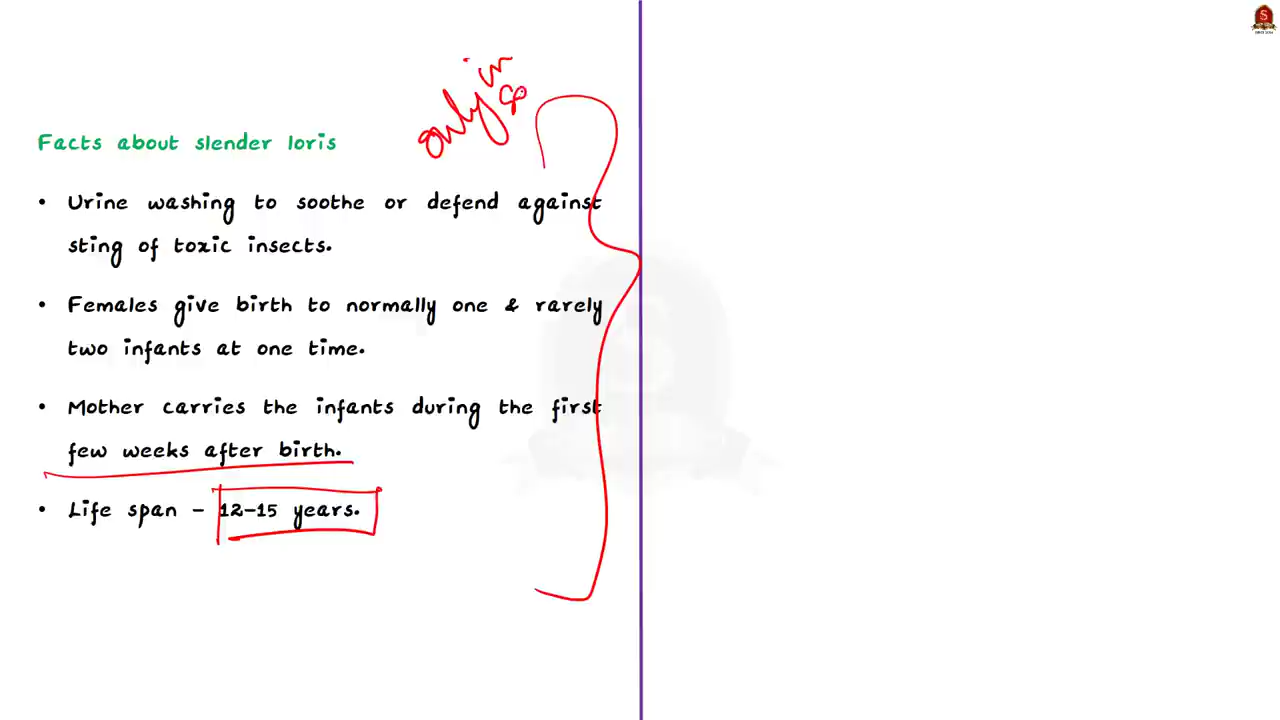 only in
Facts about slender loris
• Urine washing to soothe or defend against
sting of toxic insects.
• Females give birth to normally one & rarely
two infants at one time.
• Mother carries the infants during the first
few weeks after birth.
• Life span - 12-15 years.